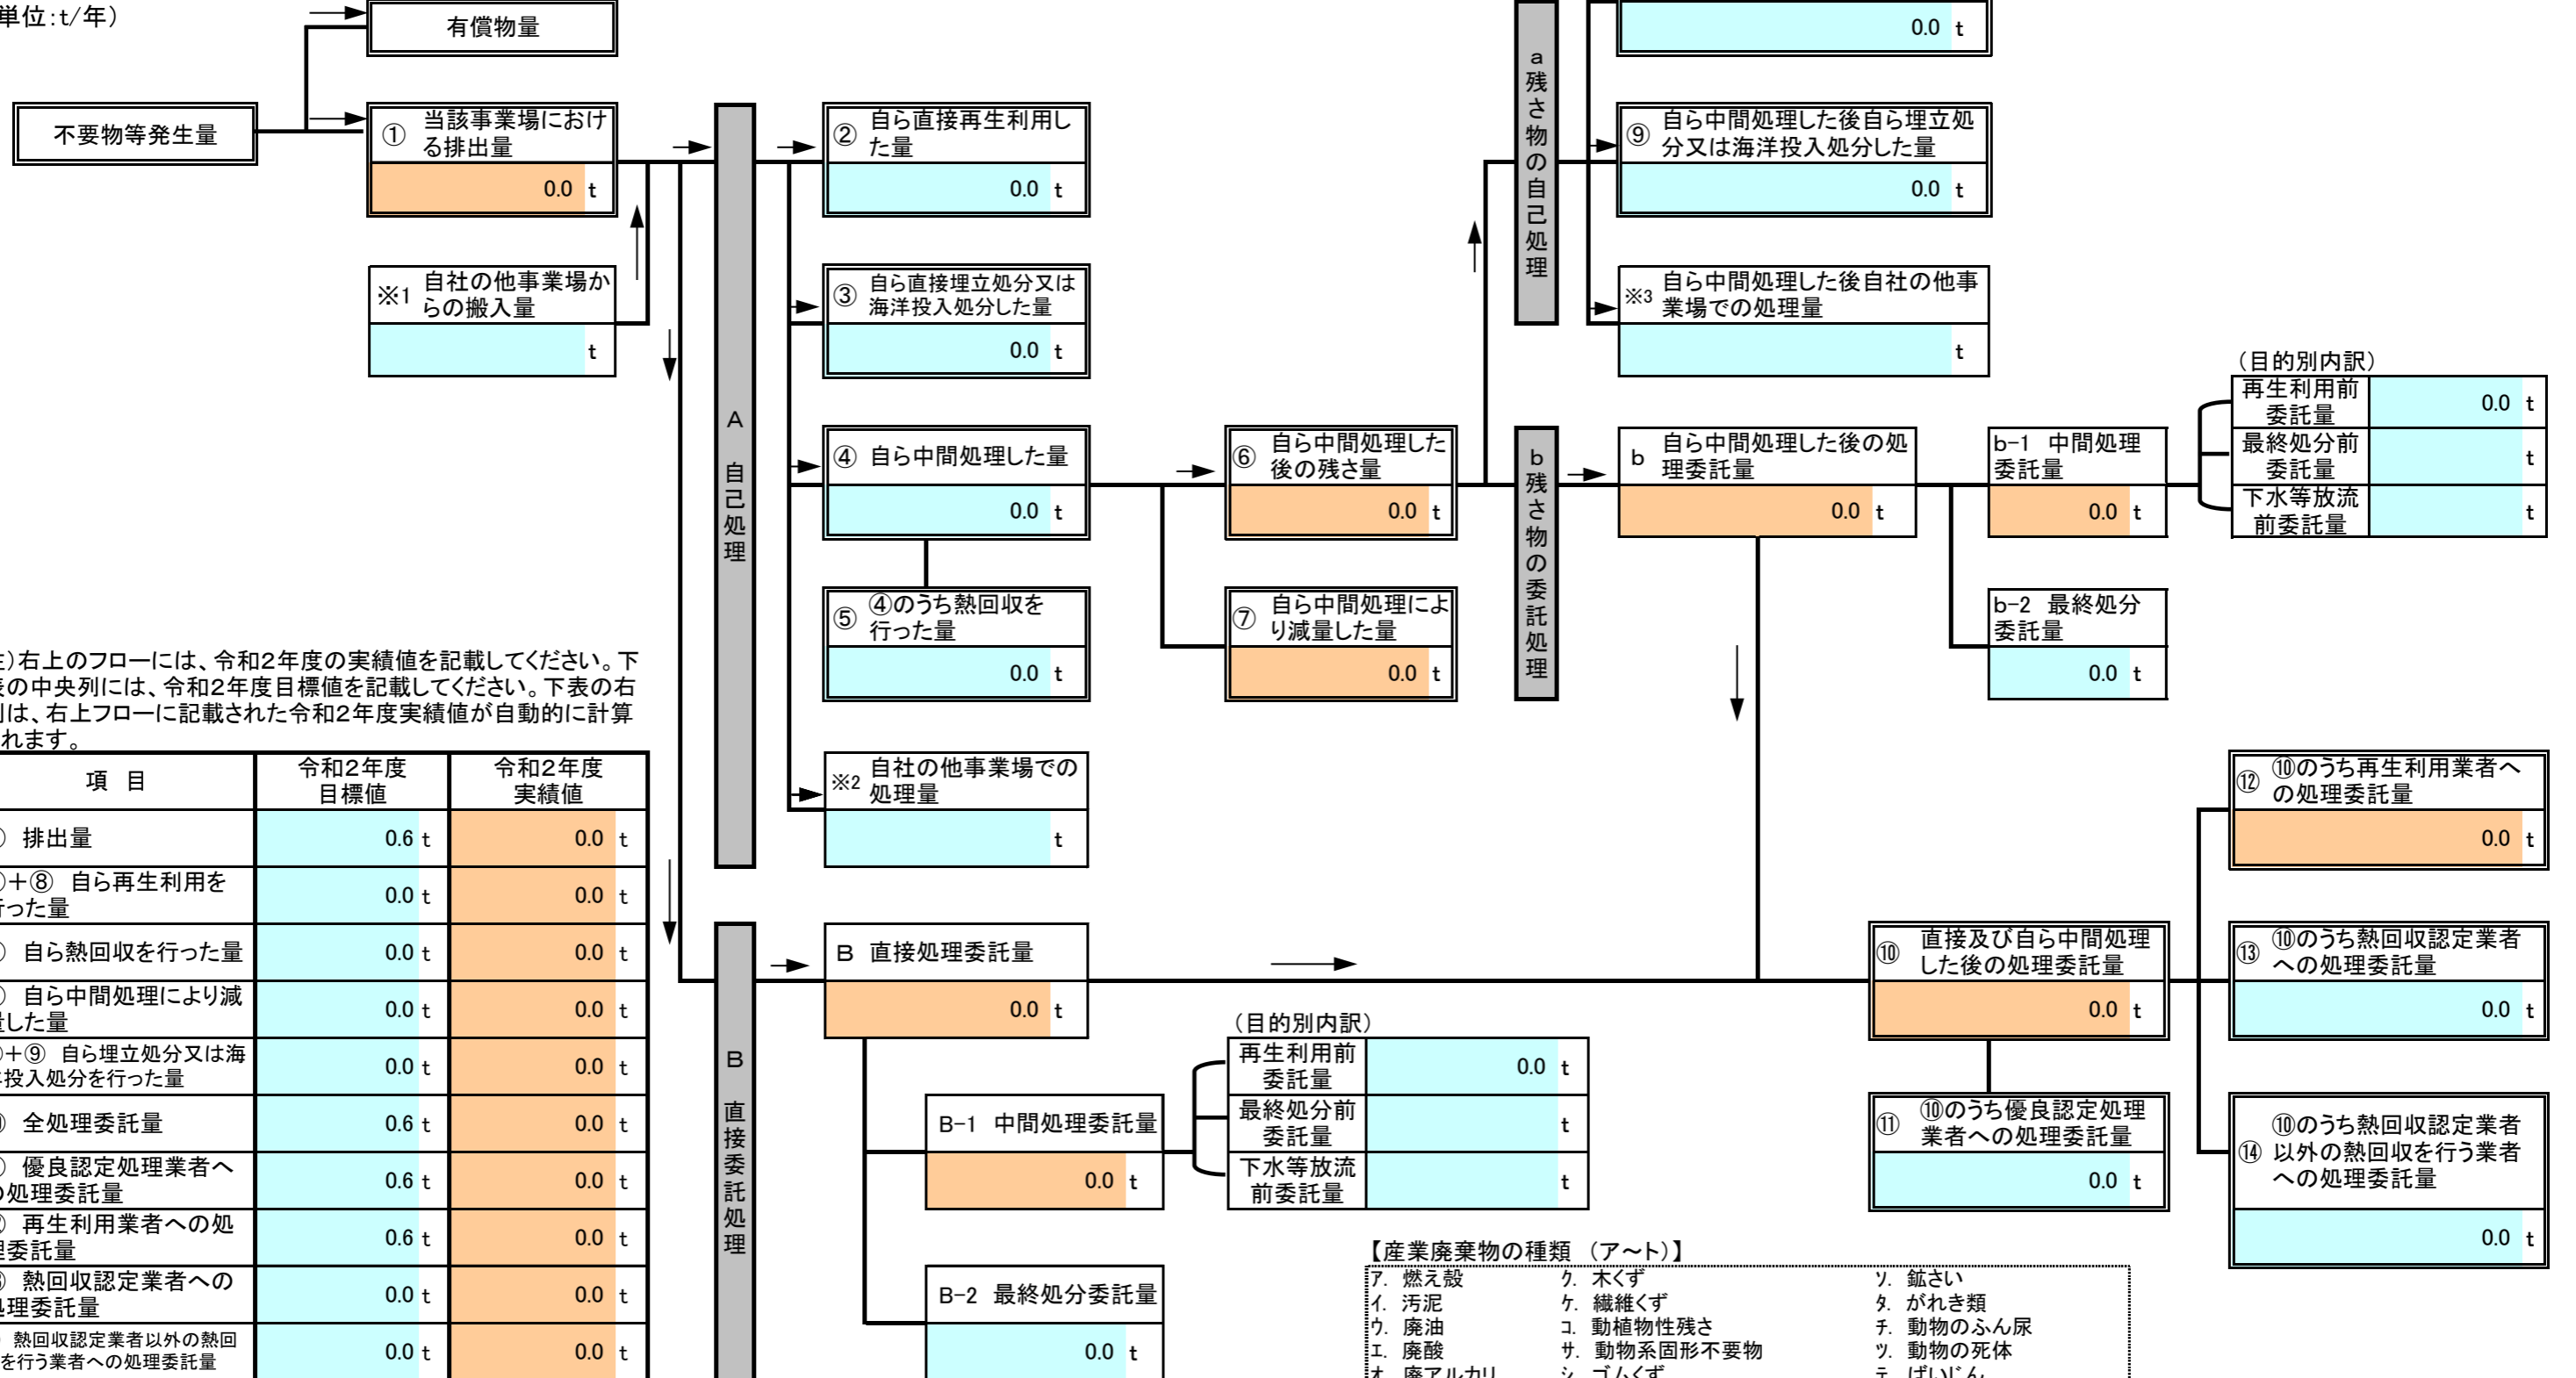 単位:t/年)
有償物量
不要物等発生量
① 当該事業場におけ
る排出量
0.0 t
※1 自社の他事業場か
らの搬入量
t
A 自己処理
② 自ら直接再生利用し
た量
0.0 t
③ 自ら直接埋立処分又は
海洋投入処分した量
0.0 t
④ 自ら中間処理した量
0.0 t
⑤ ④のうち熱回収を
行った量
0.0 t
※2 自社の他事業場での
処理量
t
⑥ 自ら中間処理した
後の残さ量
0.0 t
⑦ 自ら中間処理によ
り減量した量
0.0 t
a残さ物の自己処理
0.0 t
⑨ 自ら中間処理した後自ら埋立処
分又は海洋投入処分した量
0.0 t
※3 自ら中間処理した後自社の他事
業場での処理量
t
b残さ物の委託処理
b 自ら中間処理した後の処
理委託量
0.0 t
b-1 中間処理
委託量
0.0 t
b-2 最終処分
委託量
0.0 t
(目的別内訳)
再生利用前
委託量
0.0 t
最終処分前
委託量
t
下水等放流
前委託量
t
)右上のフローには、令和2年度の実績値を記載してください。下
の中央列には、令和2年度目標値を記載してください。下表の右
は、右上フローに記載された令和2年度実績値が自動的に計算
れます。
項 目
令和2年度
目標値
令和2年度
実績値
排出量
0.6 t 0.0 t
+⑧ 自ら再生利用を
行った量
0.0 t 0.0 t
自ら熱回収を行った量
0.0 t 0.0 t
自ら中間処理により減
量した量
0.0 t 0.0 t
+⑨ 自ら埋立処分又は海
投入処分を行った量
0.0 t 0.0 t
全処理委託量
0.6 t 0.0 t
優良認定処理業者へ
の処理委託量
0.6 t 0.0 t
再生利用業者への処
理委託量
0.6 t 0.0 t
熱回収認定業者への
処理委託量
0.0 t 0.0 t
熱回収認定業者以外の熱回
を行う業者への処理委託量
0.0 t 0.0 t
B 直接委託処理
B 直接処理委託量
0.0 t
B-1 中間処理委託量
0.0 t
B-2 最終処分委託量
0.0 t
(目的別内訳)
再生利用前
委託量
0.0 t
最終処分前
委託量
t
下水等放流
前委託量
t
⑩ 直接及び自ら中間処理
した後の処理委託量
0.0 t
⑪ ⑩のうち優良認定処理
業者への処理委託量
0.0 t
⑫ ⑩のうち再生利用業者へ
の処理委託量
0.0 t
⑬ ⑩のうち熱回収認定業者
への処理委託量
0.0 t
⑭ ⑩のうち熱回収認定業者
以外の熱回収を行う業者
への処理委託量
0.0 t
【産業廃棄物の種類 (ア~ト)】
ア. 燃え殻 ク. 木くず ソ. 鉱さい
イ. 汚泥 ケ. 繊維くず タ. がれき類
ウ. 廃油 コ. 動植物性残さ チ. 動物のふん尿
エ. 廃酸 サ. 動物系固形不要物 ツ. 動物の死体
オ. 廃アルカリ シ. ゴムくず テ. ばいじん